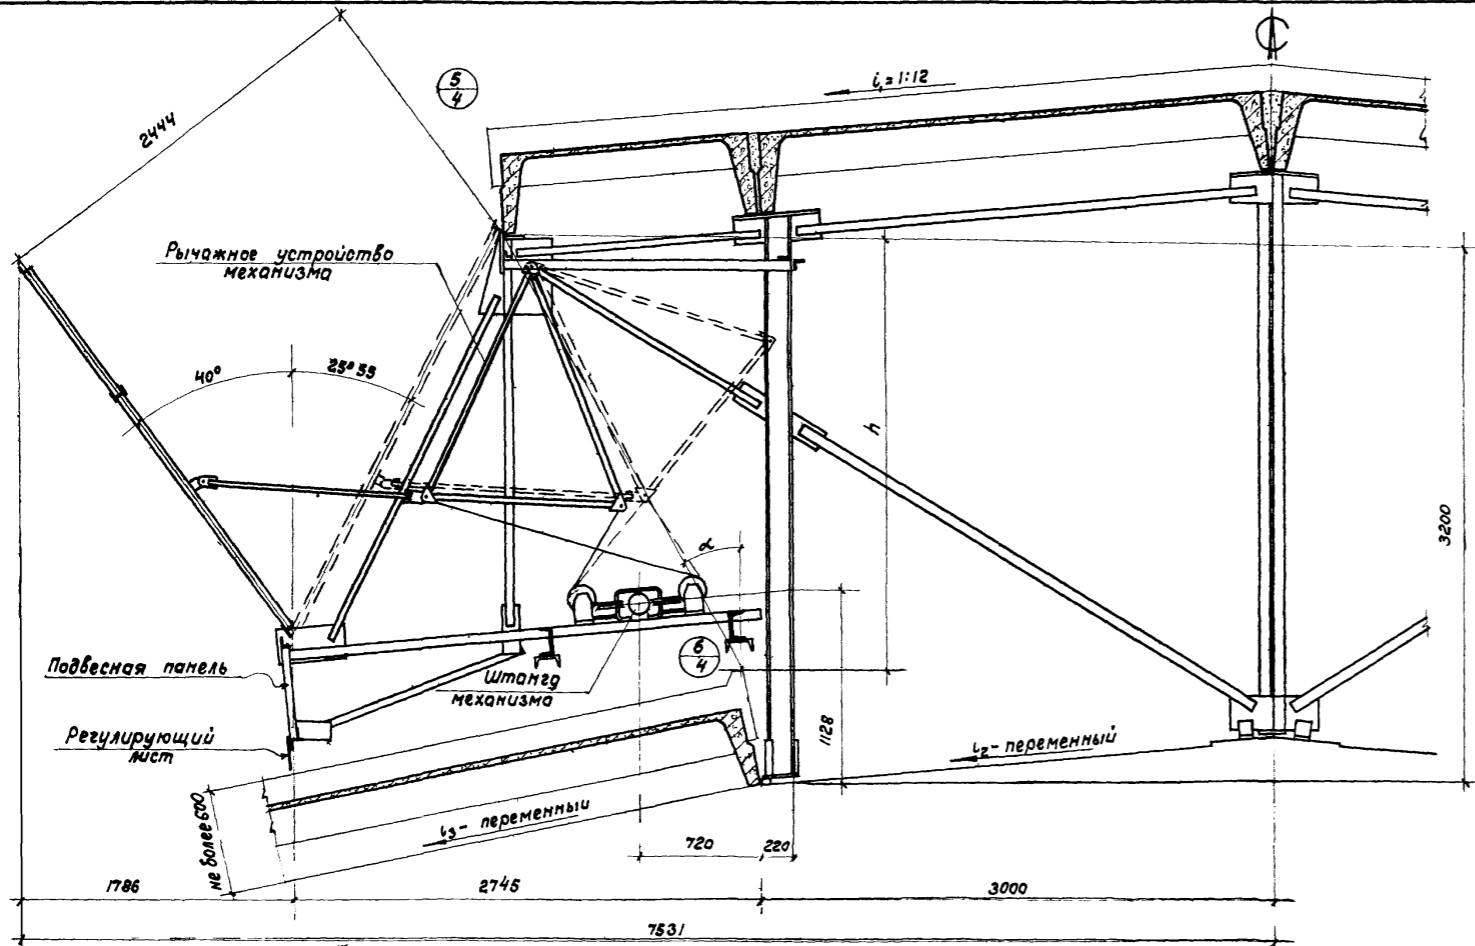 5
4
i₁=1:12
2444
Рычажное устройство
механизма
40°
25°35
h
3200
α
Подвесная панель
Штанга
механизма
6
4
Регулирующий
лист
1128
i₂- переменный
не более 600
i₃- переменный
720
220
1786
2745
3000
7531